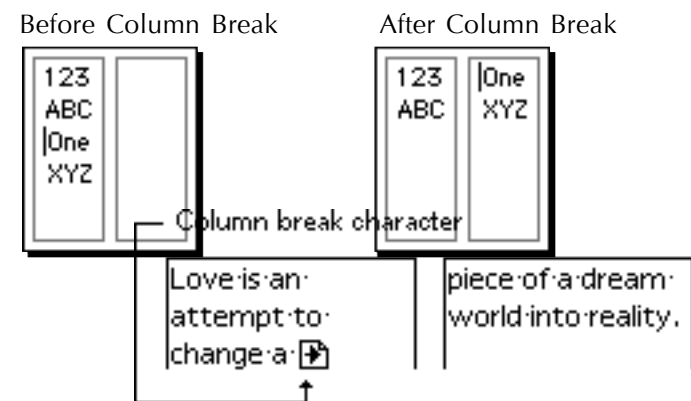 Before Column Break
After Column Break
123
ABC
One
XYZ
123
ABC
One
XYZ
Column break character
Love·is·an·
attempt·to·
change·a·
piece·of·a·dream·
world·into·reality.